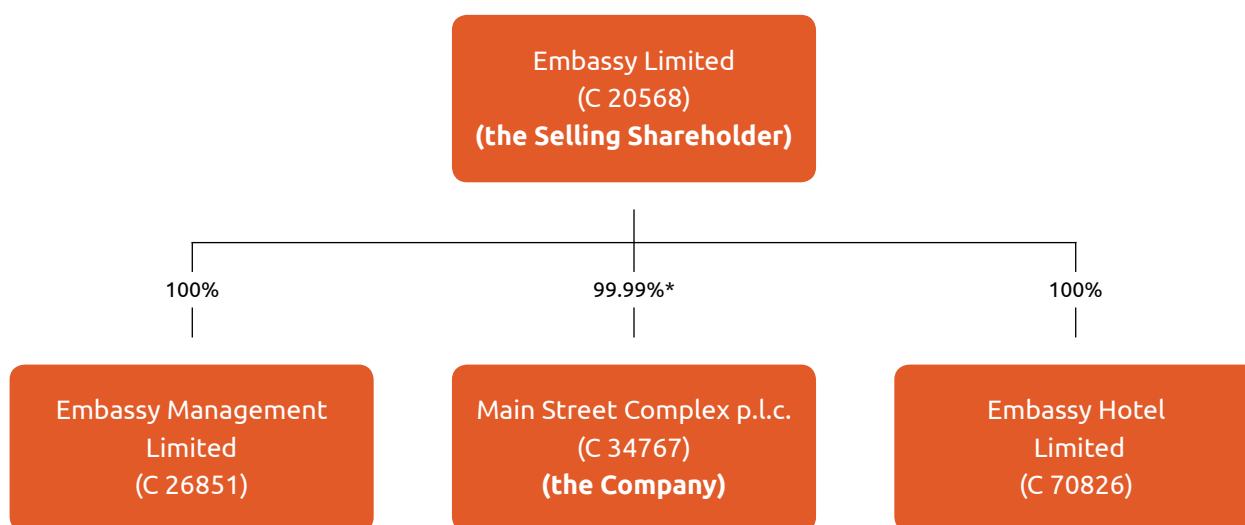 Embassy Limited
(C 20568)
(the Selling Shareholder)
100%
99.99%*
100%
Embassy Management
Limited
(C 26851)
Main Street Complex p.l.c.
(C 34767)
(the Company)
Embassy Hotel
Limited
(C 70826)